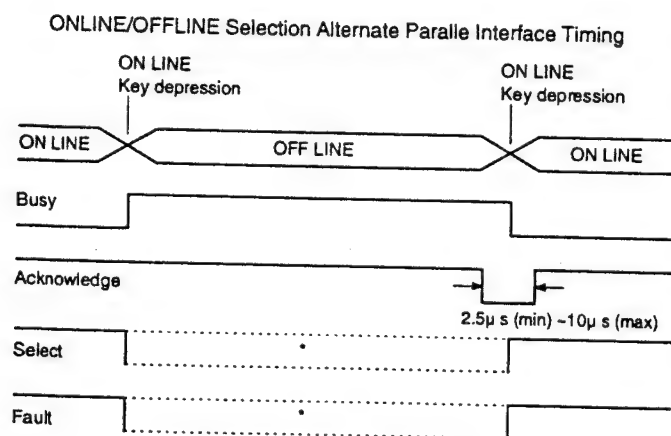 ONLINE/OFFLINE Selection Alternate Paralle Interface Timing
ON LINE
Key depression
ON LINE
Key depression
ON LINE
OFF LINE
ON LINE
Busy
Acknowledge
2.5μ s (min) ~10μ s (max)
Select
*
Fault
*